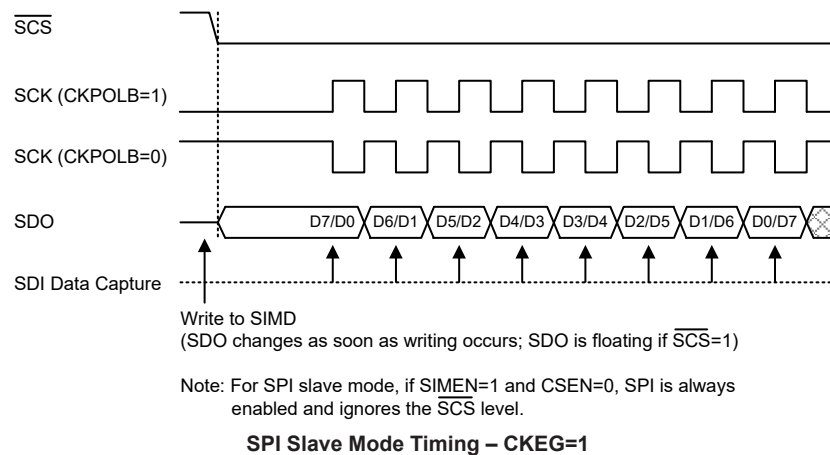 SCS
SCK (CKPOLB=1)
SCK (CKPOLB=0)
SDO
D7/D0 D6/D1 D5/D2 D4/D3 D3/D4 D2/D5 D1/D6 D0/D7
SDI Data Capture
Write to SIMD
(SDO changes as soon as writing occurs; SDO is floating if SCS=1)
Note: For SPI slave mode, if SIMEN=1 and CSEN=0, SPI is always
enabled and ignores the SCS level.
SPI Slave Mode Timing – CKEG=1